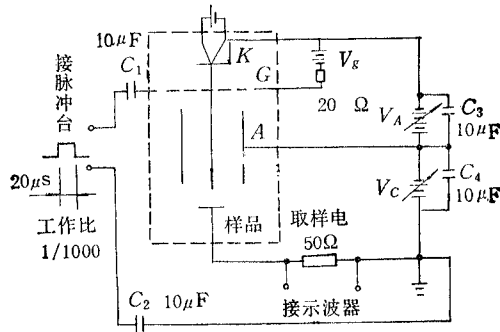 10μF
C₁
接脉冲台
20μs
工作比
1/1000
K
G
A
V_g
20 Ω
V_A
C₃
10μF
V_C
C₄
10μF
样品
取样电
50Ω
接示波器
C₂ 10μF